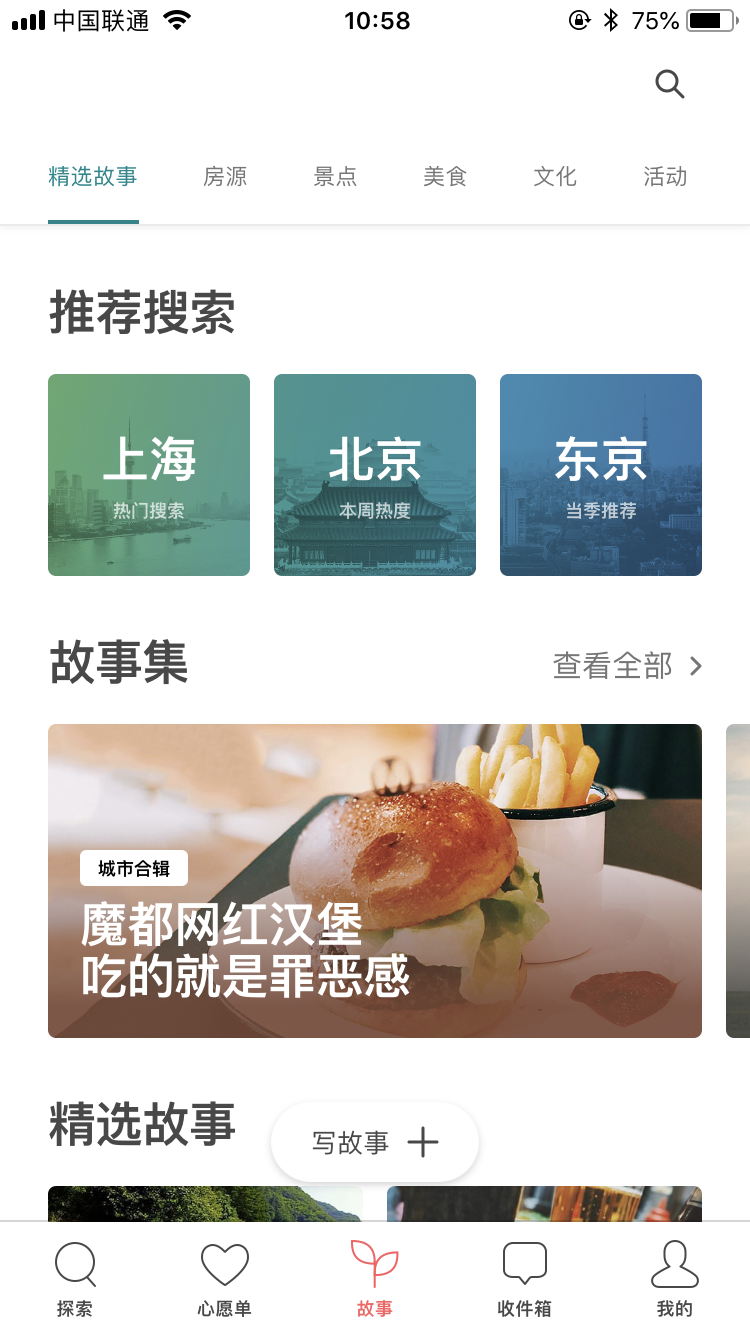 中国联通 10:58 75%
精选故事 房源 景点 美食 文化 活动
推荐搜索
上海 北京 东京
热门搜索 本周热度 当季推荐
故事集 查看全部
城市合辑
魔都网红汉堡
吃的就是罪恶感
精选故事
写故事
探索 心愿单 故事 收件箱 我的